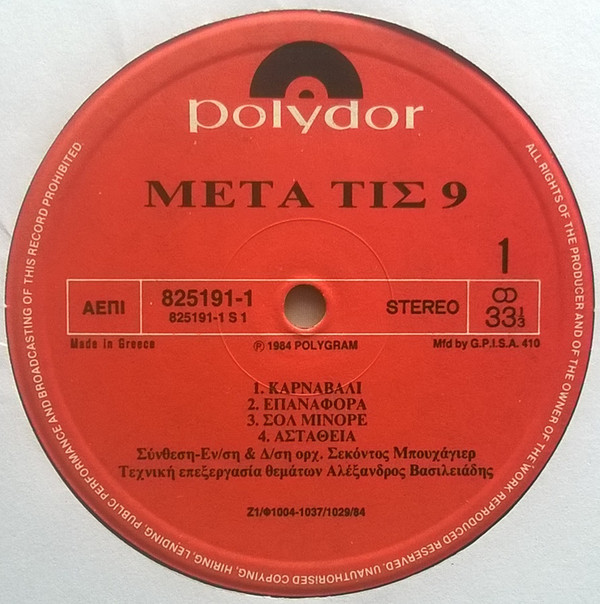 polydor
ΜΕΤΑ ΤΙΣ 9
1
ΑΕΠΙ
825191-1
825191-1 S 1
STEREO
33⅓
Made in Greece
℗ 1984 POLYGRAM
Mfd by G.P.I.S.A. 410
1. ΚΑΡΝΑΒΑΛΙ
2. ΕΠΑΝΑΦΟΡΑ
3. ΣΟΛ ΜΙΝΟΡΕ
4. ΑΣΤΑΘΕΙΑ
Σύνθεση-Εν/ση & Δ/ση ορχ. Σεκόντος Μπουχάγιερ
Τεχνική επεξεργασία θεμάτων Αλέξανδρος Βασιλειάδης
Ζ1/Φ1004-1037/1029/84
ALL RIGHTS OF THE PRODUCER AND OF THE OWNER OF THE WORK REPRODUCED RESERVED. UNAUTHORISED COPYING, HIRING, LENDING, PUBLIC PERFORMANCE AND BROADCASTING OF THIS RECORD PROHIBITED.